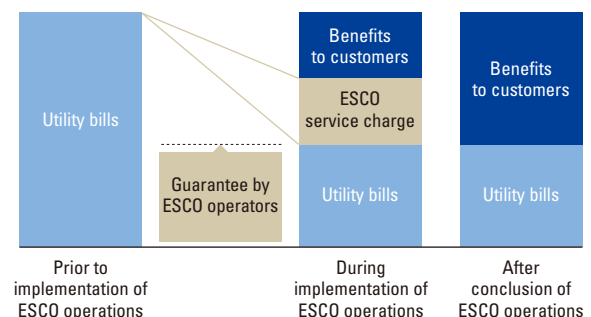 Utility bills
Guarantee by
ESCO operators
Benefits
to customers
ESCO
service charge
Utility bills
Benefits
to customers
Utility bills
Prior to
implementation of
ESCO operations
During
implementation of
ESCO operations
After
conclusion of
ESCO operations